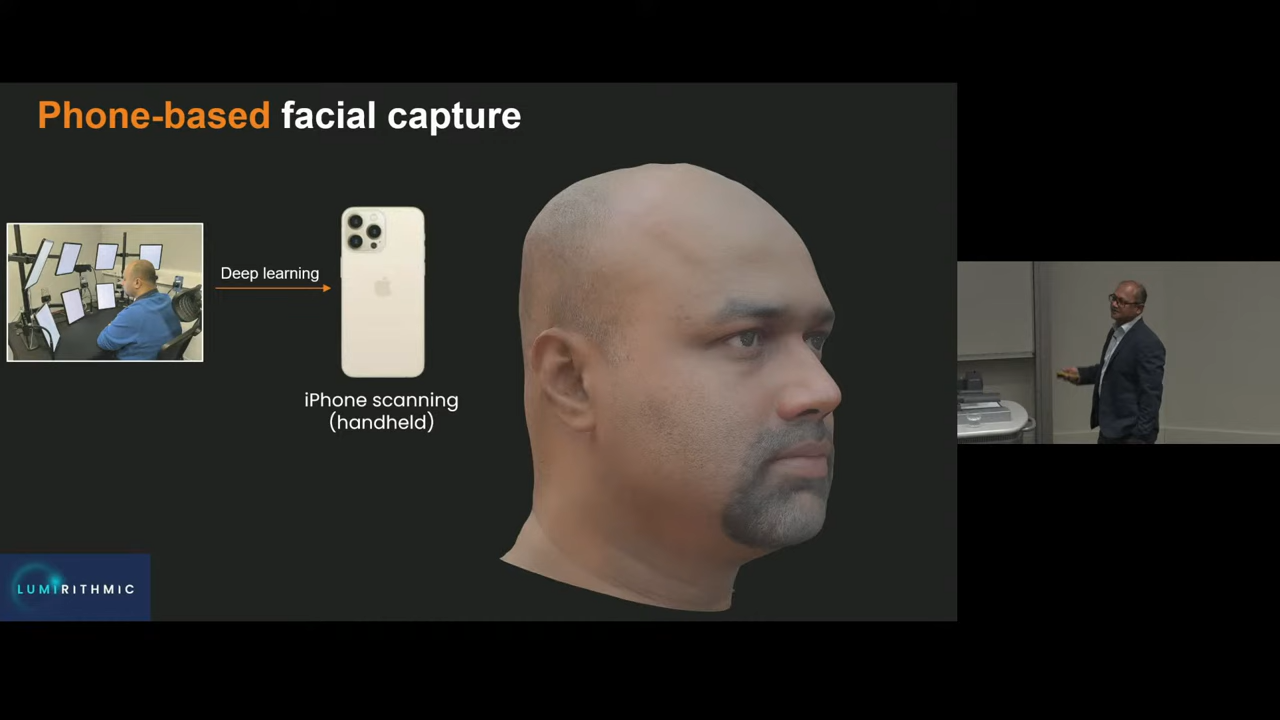 Phone-based facial capture
Deep learning
iPhone scanning
(handheld)
LUMIRITHMIC